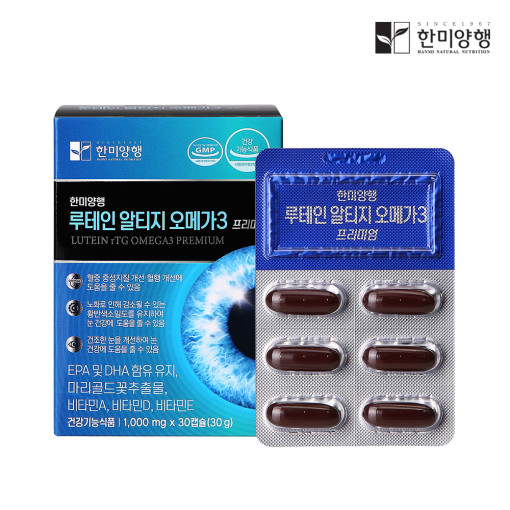 SINCE1967
한미양행
HANMI NATURAL NUTRITION
한미양행
HANMI NATURAL NUTRITION
GMP
건강
기능식품
한미양행
루테인 알티지 오메가3 프리미엄
LUTEIN rTG OMEGA3 PREMIUM
혈중 중성지질 개선·혈행 개선에
도움을 줄 수 있음
노화로 인해 감소될 수 있는
황반색소밀도를 유지하여
눈 건강에 도움을 줄 수 있음
건조한 눈을 개선하여 눈
건강에 도움을 줄 수 있음
EPA 및 DHA 함유 유지,
마리골드꽃추출물,
비타민A, 비타민D, 비타민E
건강기능식품 | 1,000 mg x 30캡슐(30 g)
한미양행
루테인 알티지 오메가3
프리미엄